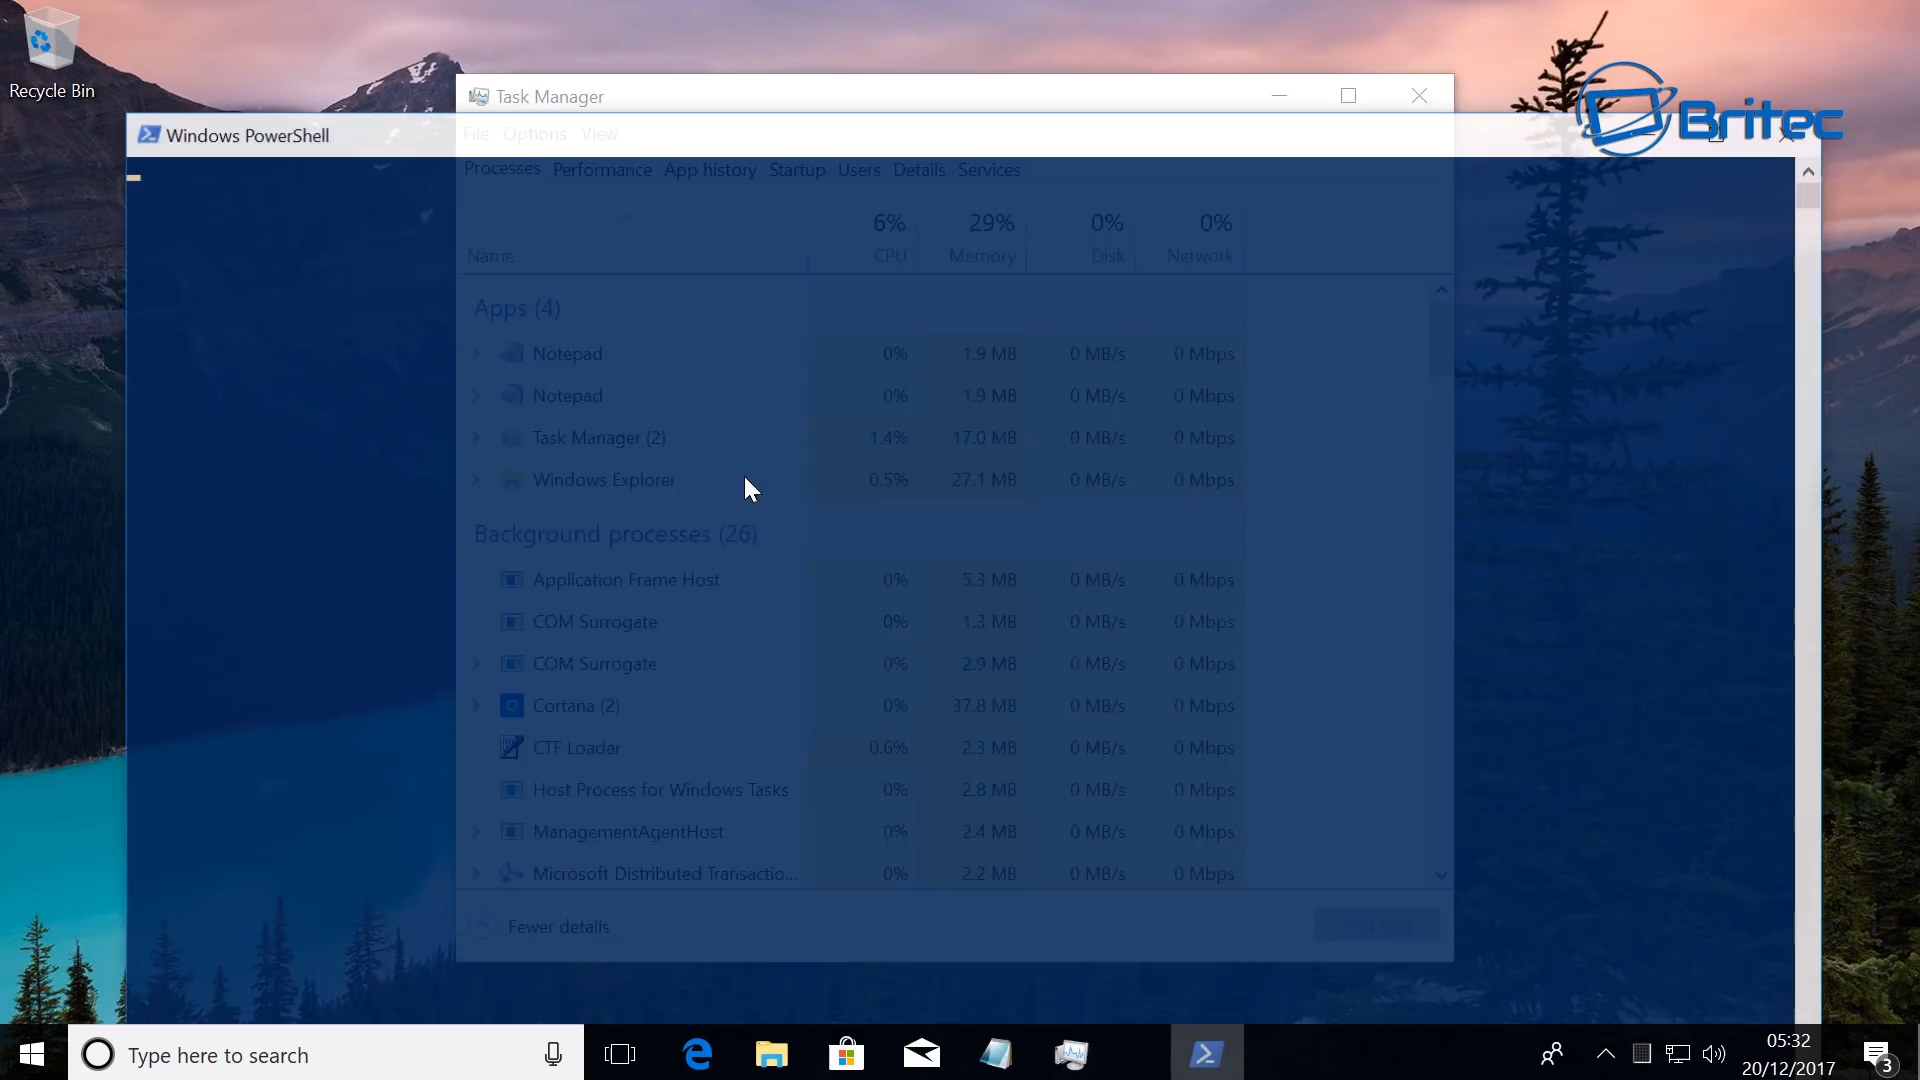 Recycle Bin
Task Manager
Britec
Windows PowerShell
File Options View
Processes Performance App history Startup Users Details Services
6% 29% 0% 0%
Name CPU Memory Disk Network
Apps (4)
Notepad 0% 1.9 MB 0 MB/s 0 Mbps
Notepad 0% 1.9 MB 0 MB/s 0 Mbps
Task Manager (2) 1.4% 17.0 MB 0 MB/s 0 Mbps
Windows Explorer 0.5% 27.1 MB 0 MB/s 0 Mbps
Background processes (26)
Application Frame Host 0% 5.3 MB 0 MB/s 0 Mbps
COM Surrogate 0% 1.3 MB 0 MB/s 0 Mbps
COM Surrogate 0% 2.9 MB 0 MB/s 0 Mbps
Cortana (2) 0% 37.8 MB 0 MB/s 0 Mbps
CTF Loader 0.6% 2.3 MB 0 MB/s 0 Mbps
Host Process for Windows Tasks 0% 2.8 MB 0 MB/s 0 Mbps
ManagementAgentHost 0% 2.4 MB 0 MB/s 0 Mbps
Microsoft Distributed Transactio... 0% 2.2 MB 0 MB/s 0 Mbps
Fewer details
Type here to search
05:32
20/12/2017
3